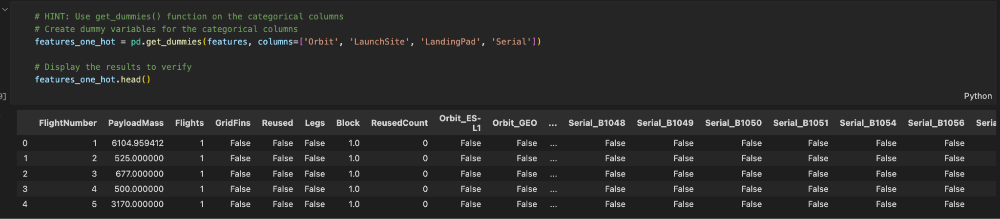 # HINT: Use get_dummies() function on the categorical columns
# Create dummy variables for the categorical columns
features_one_hot = pd.get_dummies(features, columns=['Orbit', 'LaunchSite', 'LandingPad', 'Serial'])
# Display the results to verify
features_one_hot.head()
9]
Python
FlightNumber PayloadMass Flights GridFins Reused Legs Block ReusedCount Orbit_ES-L1 Orbit_GEO ... Serial_B1048 Serial_B1049 Serial_B1050 Serial_B1051 Serial_B1054 Serial_B1056 Seria
0 1 6104.959412 1 False False False 1.0 0 False False ... False False False False False False
1 2 525.000000 1 False False False 1.0 0 False False ... False False False False False False
2 3 677.000000 1 False False False 1.0 0 False False ... False False False False False False
3 4 500.000000 1 False False False 1.0 0 False False ... False False False False False False
4 5 3170.000000 1 False False False 1.0 0 False False ... False False False False False False